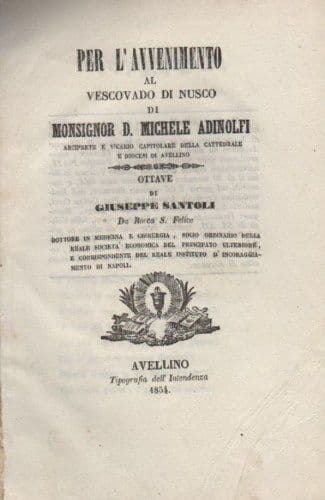 PER L'AVVENIMENTO
AL
VESCOVADO DI NUSCO
DI
MONSIGNOR D. MICHELE ADINOLFI
ARCIPRETE E VICARIO CAPITOLARE DELLA CATTEDRALE
E DIOCESI DI AVELLINO
OTTAVE
DI
GIUSEPPE SANTOLI
Da Rocca S. Felice
DOTTORE IN MEDICINA E CHIRURGIA, SOCIO ORDINARIO DELLA
REALE SOCIETA' ECONOMICA DEL PRINCIPATO ULTERIORE,
E CORRISPONDENTE DEL REALE INSTITUTO D'INCORAGGIA-
MENTO DI NAPOLI.
AVELLINO
Tipografia dell'Intendenza
1854.